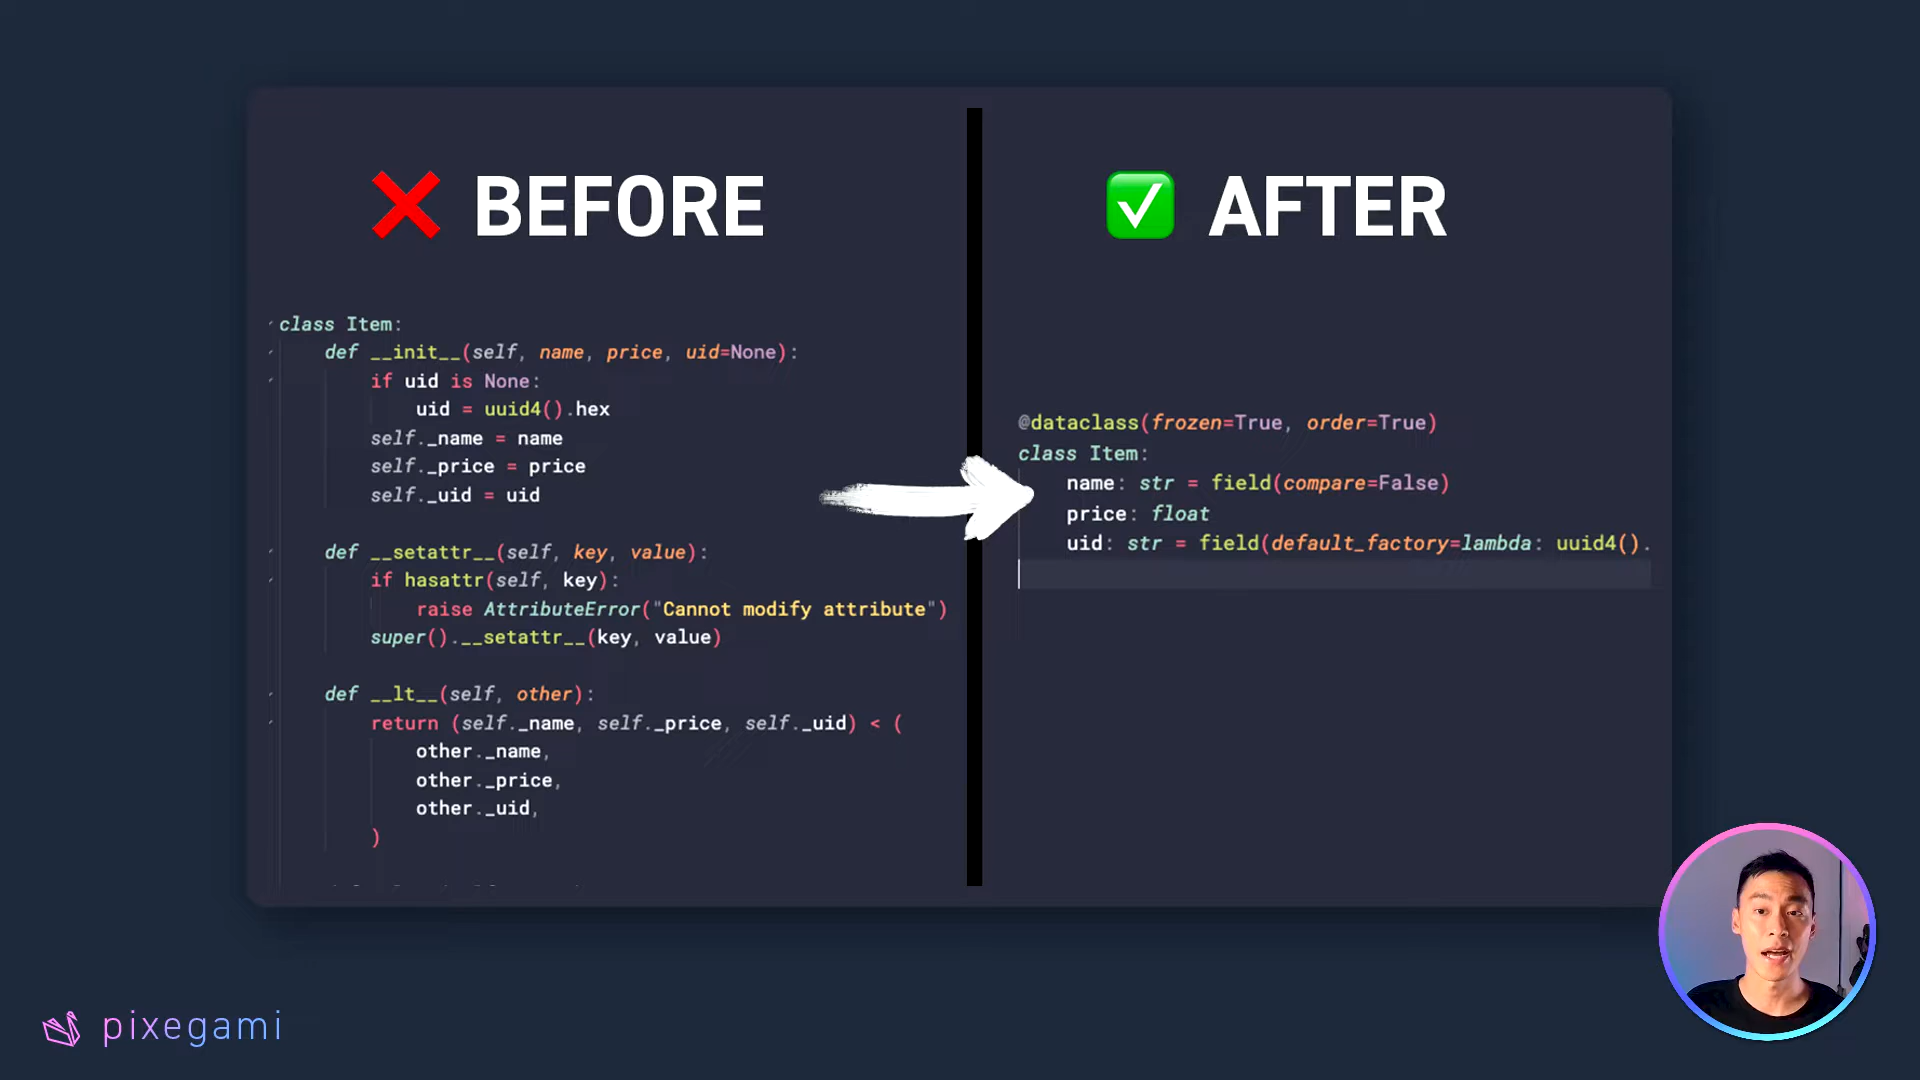 BEFORE
class Item:
def __init__(self, name, price, uid=None):
if uid is None:
uid = uuid4().hex
self._name = name
self._price = price
self._uid = uid
def __setattr__(self, key, value):
if hasattr(self, key):
raise AttributeError("Cannot modify attribute")
super().__setattr__(key, value)
def __lt__(self, other):
return (self._name, self._price, self._uid) < (
other._name,
other._price,
other._uid,
)
AFTER
@dataclass(frozen=True, order=True)
class Item:
name: str = field(compare=False)
price: float
uid: str = field(default_factory=lambda: uuid4().
pixegami